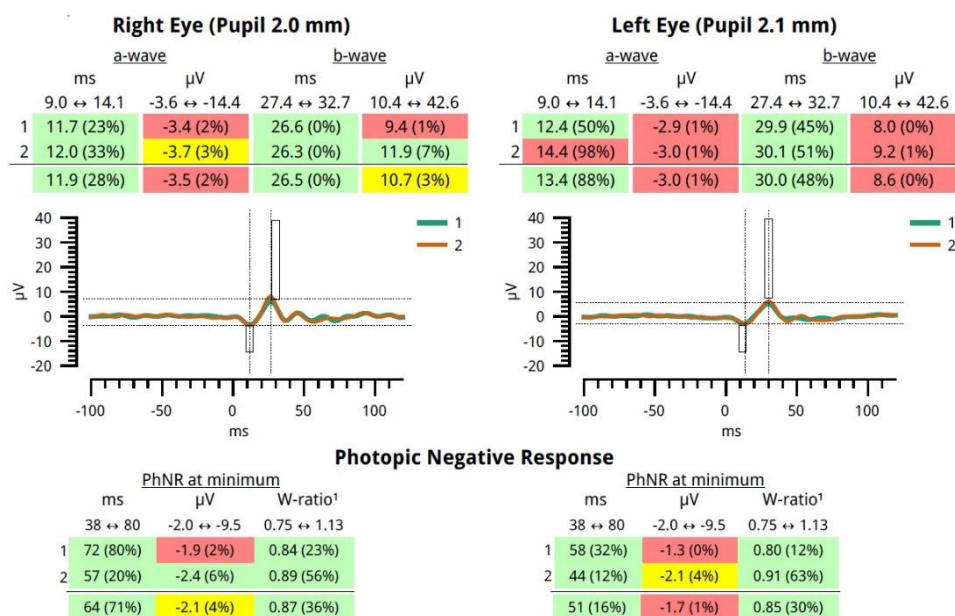 Right Eye (Pupil 2.0 mm) Left Eye (Pupil 2.1 mm)
a-wave b-wave a-wave b-wave
ms µV ms µV ms µV ms µV
9.0 ↔ 14.1 -3.6 ↔ -14.4 27.4 ↔ 32.7 10.4 ↔ 42.6 9.0 ↔ 14.1 -3.6 ↔ -14.4 27.4 ↔ 32.7 10.4 ↔ 42.6
1 11.7 (23%) -3.4 (2%) 26.6 (0%) 9.4 (1%) 1 12.4 (50%) -2.9 (1%) 29.9 (45%) 8.0 (0%)
2 12.0 (33%) -3.7 (3%) 26.3 (0%) 11.9 (7%) 2 14.4 (98%) -3.0 (1%) 30.1 (51%) 9.2 (1%)
11.9 (28%) -3.5 (2%) 26.5 (0%) 10.7 (3%) 13.4 (88%) -3.0 (1%) 30.0 (48%) 8.6 (0%)
40 1 40 1
30 2 30 2
20 20
10 10
µV 0 µV 0
-10 -10
-20 -20
-100 -50 0 50 100 -100 -50 0 50 100
ms ms
Photopic Negative Response
PhNR at minimum PhNR at minimum
ms µV W-ratio¹ ms µV W-ratio¹
38 ↔ 80 -2.0 ↔ -9.5 0.75 ↔ 1.13 38 ↔ 80 -2.0 ↔ -9.5 0.75 ↔ 1.13
1 72 (80%) -1.9 (2%) 0.84 (23%) 1 58 (32%) -1.3 (0%) 0.80 (12%)
2 57 (20%) -2.4 (6%) 0.89 (56%) 2 44 (12%) -2.1 (4%) 0.91 (63%)
64 (71%) -2.1 (4%) 0.87 (36%) 51 (16%) -1.7 (1%) 0.85 (30%)